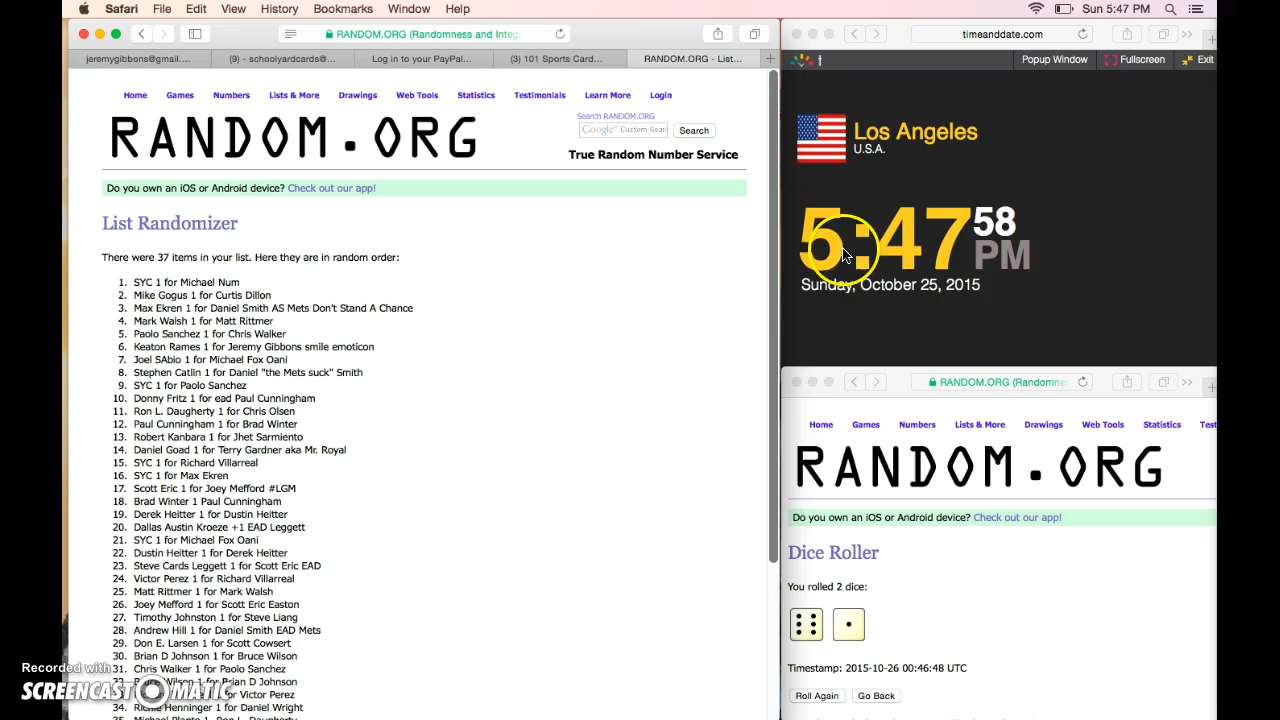 Safari File Edit View History Bookmarks Window Help
Sun 5:47 PM
RANDOM.ORG (Randomness and Integ
jeremygibbons@gmail....
(9) - schoolyardcards@...
Log in to your PayPal...
(3) 101 Sports Card...
RANDOM.ORG - List...
Home Games Numbers Lists & More Drawings Web Tools Statistics Testimonials Learn More Login
RANDOM.ORG
Search RANDOM.ORG
Google™ Custom Sear
Search
True Random Number Service
Do you own an iOS or Android device? Check out our app!
List Randomizer
There were 37 items in your list. Here they are in random order:
1. SYC 1 for Michael Num
2. Mike Gogus 1 for Curtis Dillon
3. Max Ekren 1 for Daniel Smith AS Mets Don't Stand A Chance
4. Mark Walsh 1 for Matt Rittmer
5. Paolo Sanchez 1 for Chris Walker
6. Keaton Rames 1 for Jeremy Gibbons smile emoticon
7. Joel SAbio 1 for Michael Fox Oani
8. Stephen Catlin 1 for Daniel "the Mets suck" Smith
9. SYC 1 for Paolo Sanchez
10. Donny Fritz 1 for ead Paul Cunningham
11. Ron L. Daugherty 1 for Chris Olsen
12. Paul Cunningham 1 for Brad Winter
13. Robert Kanbara 1 for Jhet Sarmiento
14. Daniel Goad 1 for Terry Gardner aka Mr. Royal
15. SYC 1 for Richard Villarreal
16. SYC 1 for Max Ekren
17. Scott Eric 1 for Joey Mefford #LGM
18. Brad Winter 1 Paul Cunningham
19. Derek Heitter 1 for Dustin Heitter
20. Dallas Austin Kroeze +1 EAD Leggett
21. SYC 1 for Michael Fox Oani
22. Dustin Heitter 1 for Derek Heitter
23. Steve Cards Leggett 1 for Scott Eric EAD
24. Victor Perez 1 for Richard Villarreal
25. Matt Rittmer 1 for Mark Walsh
26. Joey Mefford 1 for Scott Eric Easton
27. Timothy Johnston 1 for Steve Liang
28. Andrew Hill 1 for Daniel Smith EAD Mets
29. Don E. Larsen 1 for Scott Cowsert
30. Brian D Johnson 1 for Bruce Wilson
31. Chris Walker 1 for Paolo Sanchez
Brian D Johnson
Victor Perez
34. Richie Henninger 1 for Daniel Wright
Recorded with
SCREENCAST-O-MATIC
timeanddate.com
Popup Window Fullscreen Exit
Los Angeles
U.S.A.
5:47 58 PM
Sunday, October 25, 2015
RANDOM.ORG (Randomne
Home Games Numbers Lists & More Drawings Web Tools Statistics Test
RANDOM.ORG
Do you own an iOS or Android device? Check out our app!
Dice Roller
You rolled 2 dice:
Timestamp: 2015-10-26 00:46:48 UTC
Roll Again Go Back